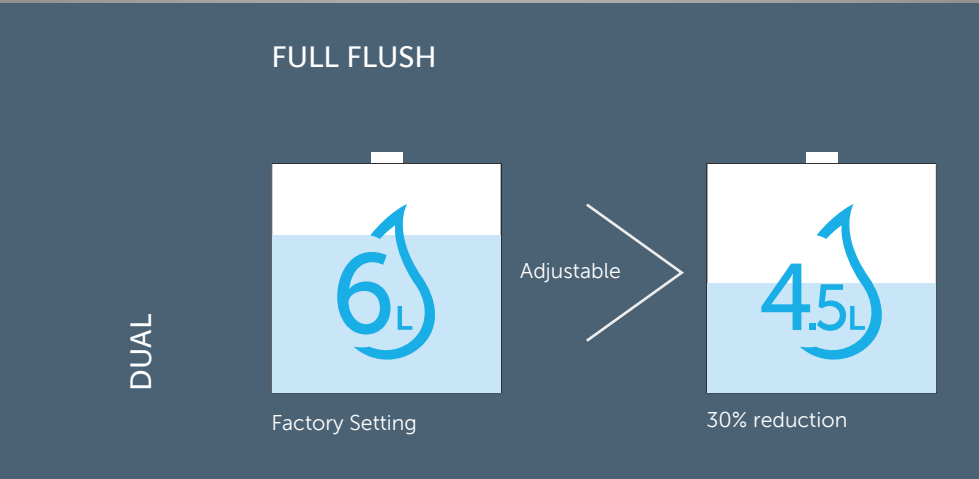 FULL FLUSH
6L
Adjustable
4.5L
DUAL
Factory Setting
30% reduction